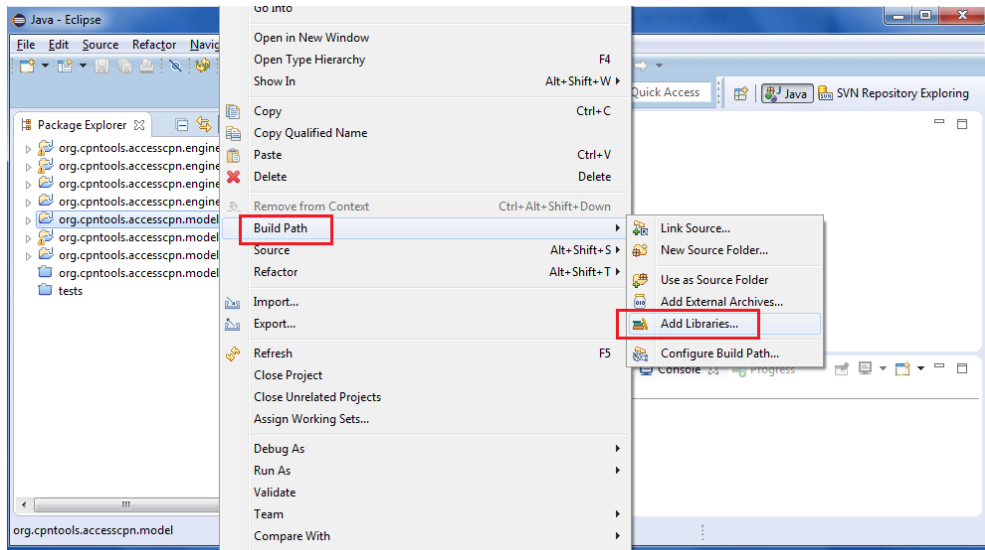 Java - Eclipse
File Edit Source Refactor Navig
Quick Access Java SVN Repository Exploring
Package Explorer
org.cpntools.accesscpn.engine
org.cpntools.accesscpn.engine
org.cpntools.accesscpn.engine
org.cpntools.accesscpn.engine
org.cpntools.accesscpn.model
org.cpntools.accesscpn.model
org.cpntools.accesscpn.model
org.cpntools.accesscpn.model
tests
org.cpntools.accesscpn.model
Go Into
Open in New Window
Open Type Hierarchy F4
Show In Alt+Shift+W
Copy Ctrl+C
Copy Qualified Name
Paste Ctrl+V
Delete Delete
Remove from Context Ctrl+Alt+Shift+Down
Build Path
Source Alt+Shift+S
Refactor Alt+Shift+T
Import...
Export...
Refresh F5
Close Project
Close Unrelated Projects
Assign Working Sets...
Debug As
Run As
Validate
Team
Compare With
Link Source...
New Source Folder...
Use as Source Folder
Add External Archives...
Add Libraries...
Configure Build Path...
Console Progress